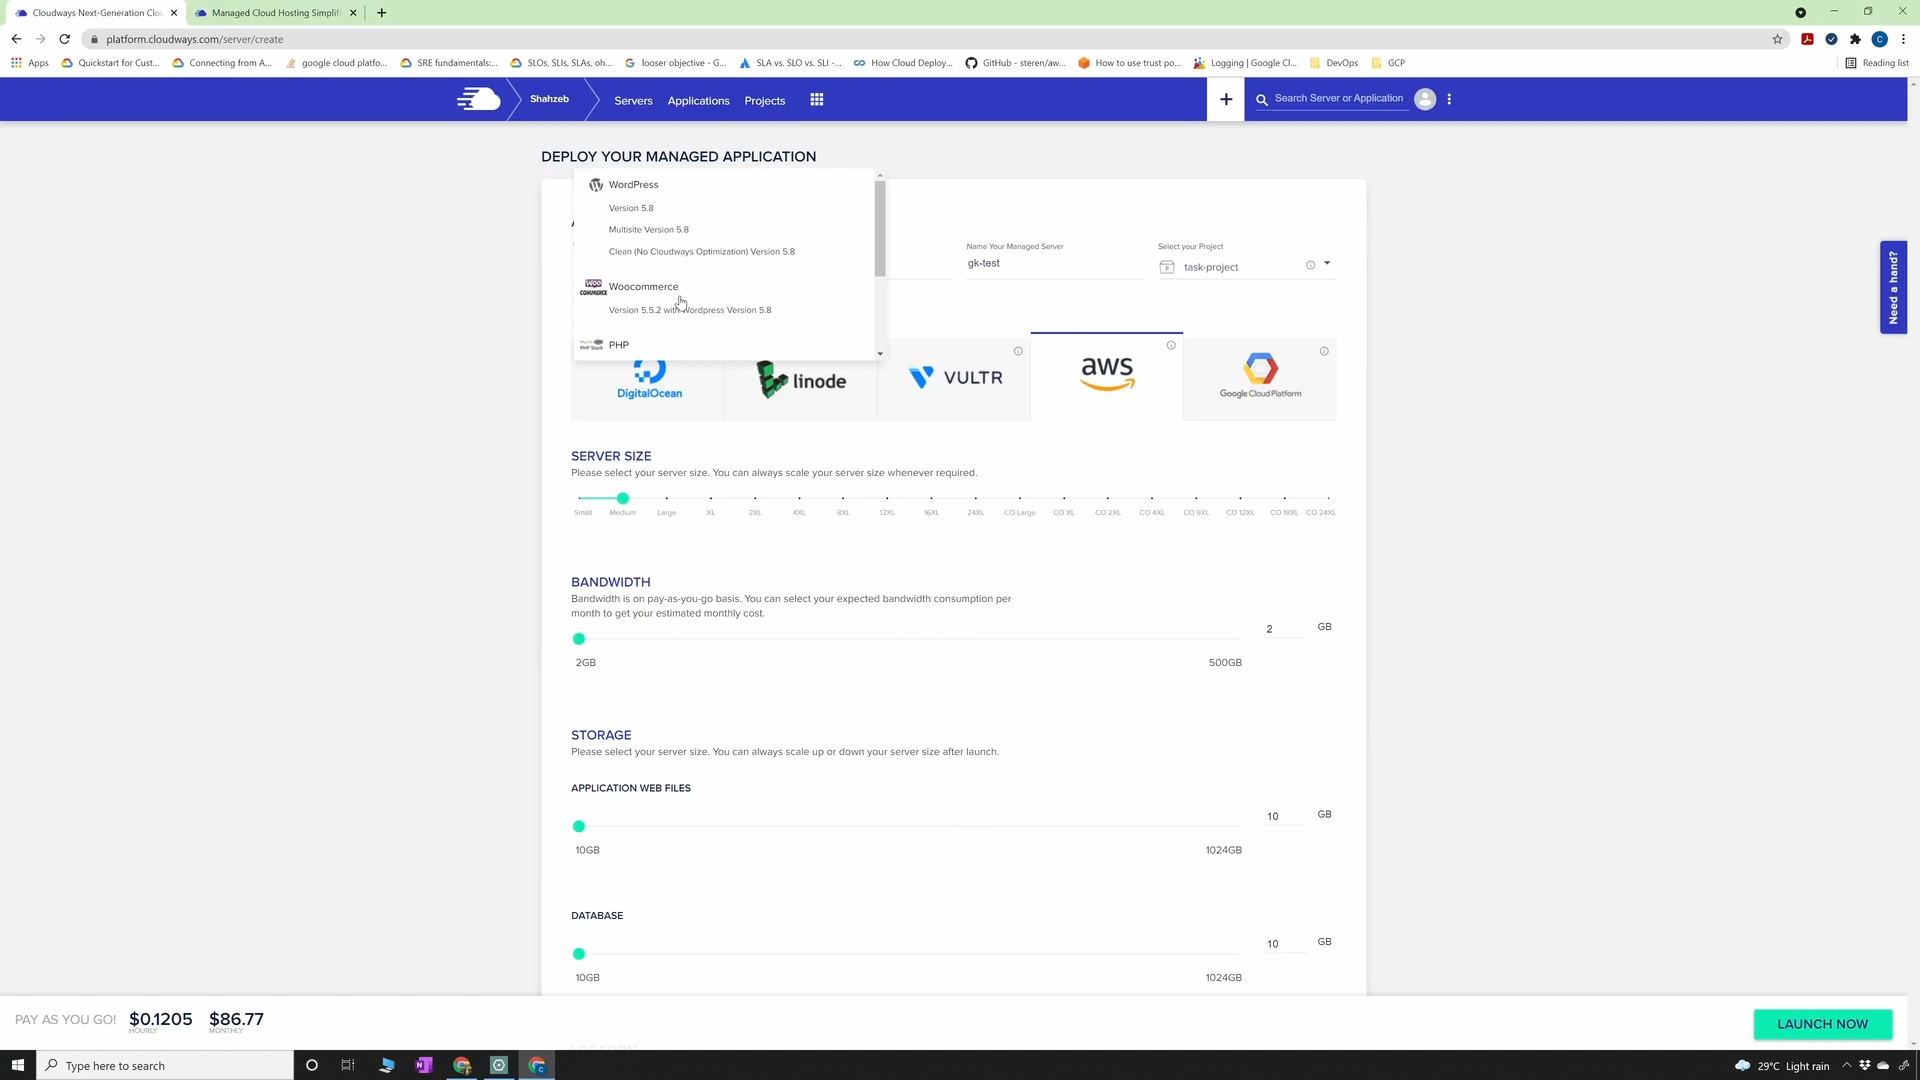 Cloudways Next-Generation Clo
Managed Cloud Hosting Simplifi
platform.cloudways.com/server/create
Apps
Quickstart for Cust...
Connecting from A...
google cloud platfo...
SRE fundamentals:...
SLOs, SLIs, SLAs, oh...
looser objective - G...
SLA vs. SLO vs. SLI -...
How Cloud Deploy...
GitHub - steren/aw...
How to use trust po...
Logging | Google Cl...
DevOps
GCP
Reading list
Shahzeb
Servers
Applications
Projects
Search Server or Application
DEPLOY YOUR MANAGED APPLICATION
WordPress
Version 5.8
Multisite Version 5.8
Clean (No Cloudways Optimization) Version 5.8
WOO COMMERCE
Woocommerce
Version 5.5.2 with Wordpress Version 5.8
PHP Stack
PHP
Name Your Managed Server
gk-test
Select your Project
task-project
Need a hand?
DigitalOcean
linode
VULTR
aws
Google Cloud Platform
SERVER SIZE
Please select your server size. You can always scale your server size whenever required.
Small Medium Large XL 2XL 4XL 8XL 12XL 16XL 24XL CO Large CO XL CO 2XL CO 4XL CO 9XL CO 12XL CO 18XL CO 24XL
BANDWIDTH
Bandwidth is on pay-as-you-go basis. You can select your expected bandwidth consumption per
month to get your estimated monthly cost.
2 GB
2GB
500GB
STORAGE
Please select your server size. You can always scale up or down your server size after launch.
APPLICATION WEB FILES
10 GB
10GB
1024GB
DATABASE
10 GB
10GB
1024GB
LOCATION
PAY AS YOU GO!
$0.1205
HOURLY
$86.77
MONTHLY
LAUNCH NOW
Type here to search
29°C Light rain